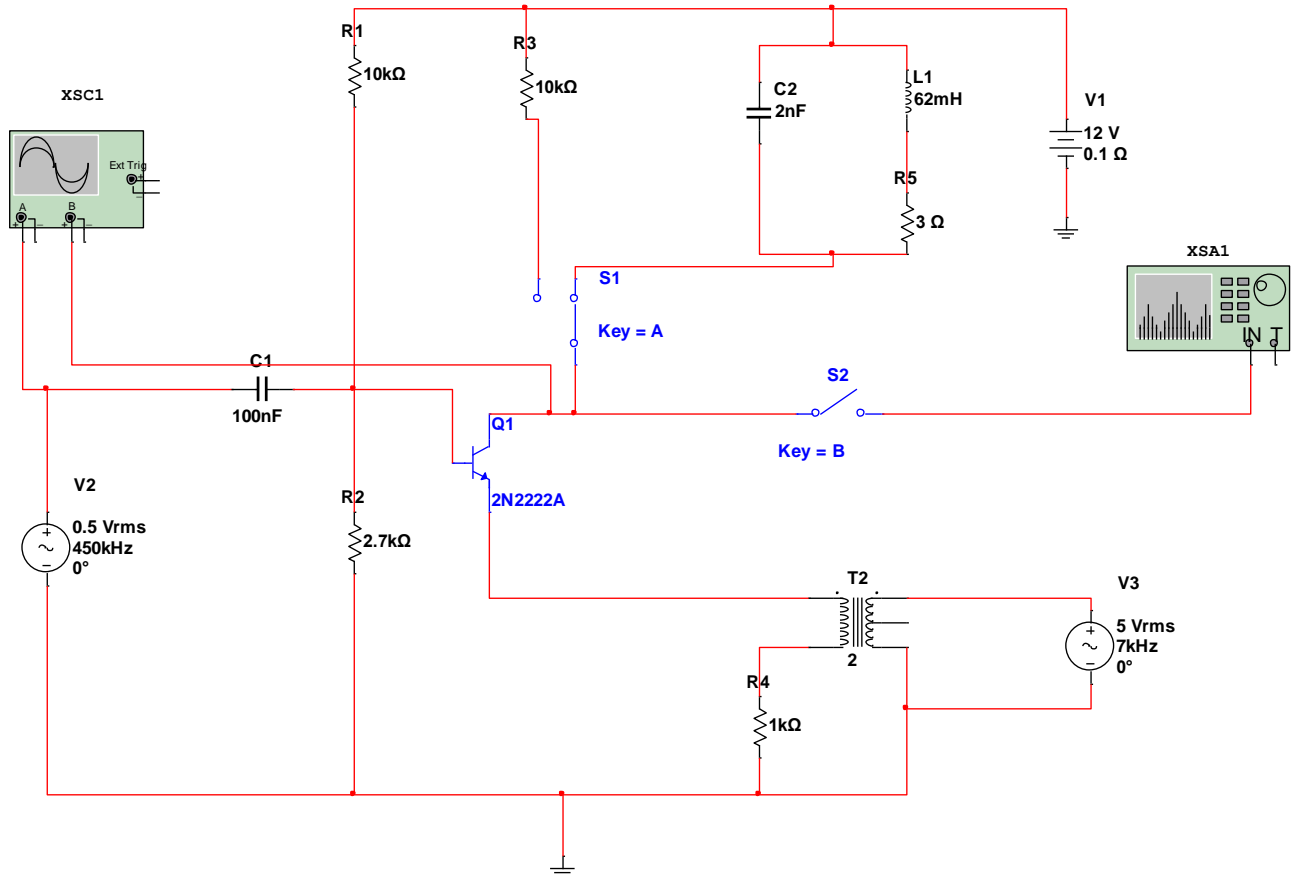 R1
10kΩ
R3
10kΩ
C2
2nF
L1
62mH
R5
3 Ω
V1
12 V
0.1 Ω
XSC1
Ext Trig
+
−
A
B
+
−
+
−
S1
Key = A
XSA1
IN T
C1
100nF
S2
Key = B
Q1
2N2222A
V2
0.5 Vrms
450kHz
0°
R2
2.7kΩ
T2
2
V3
5 Vrms
7kHz
0°
R4
1kΩ